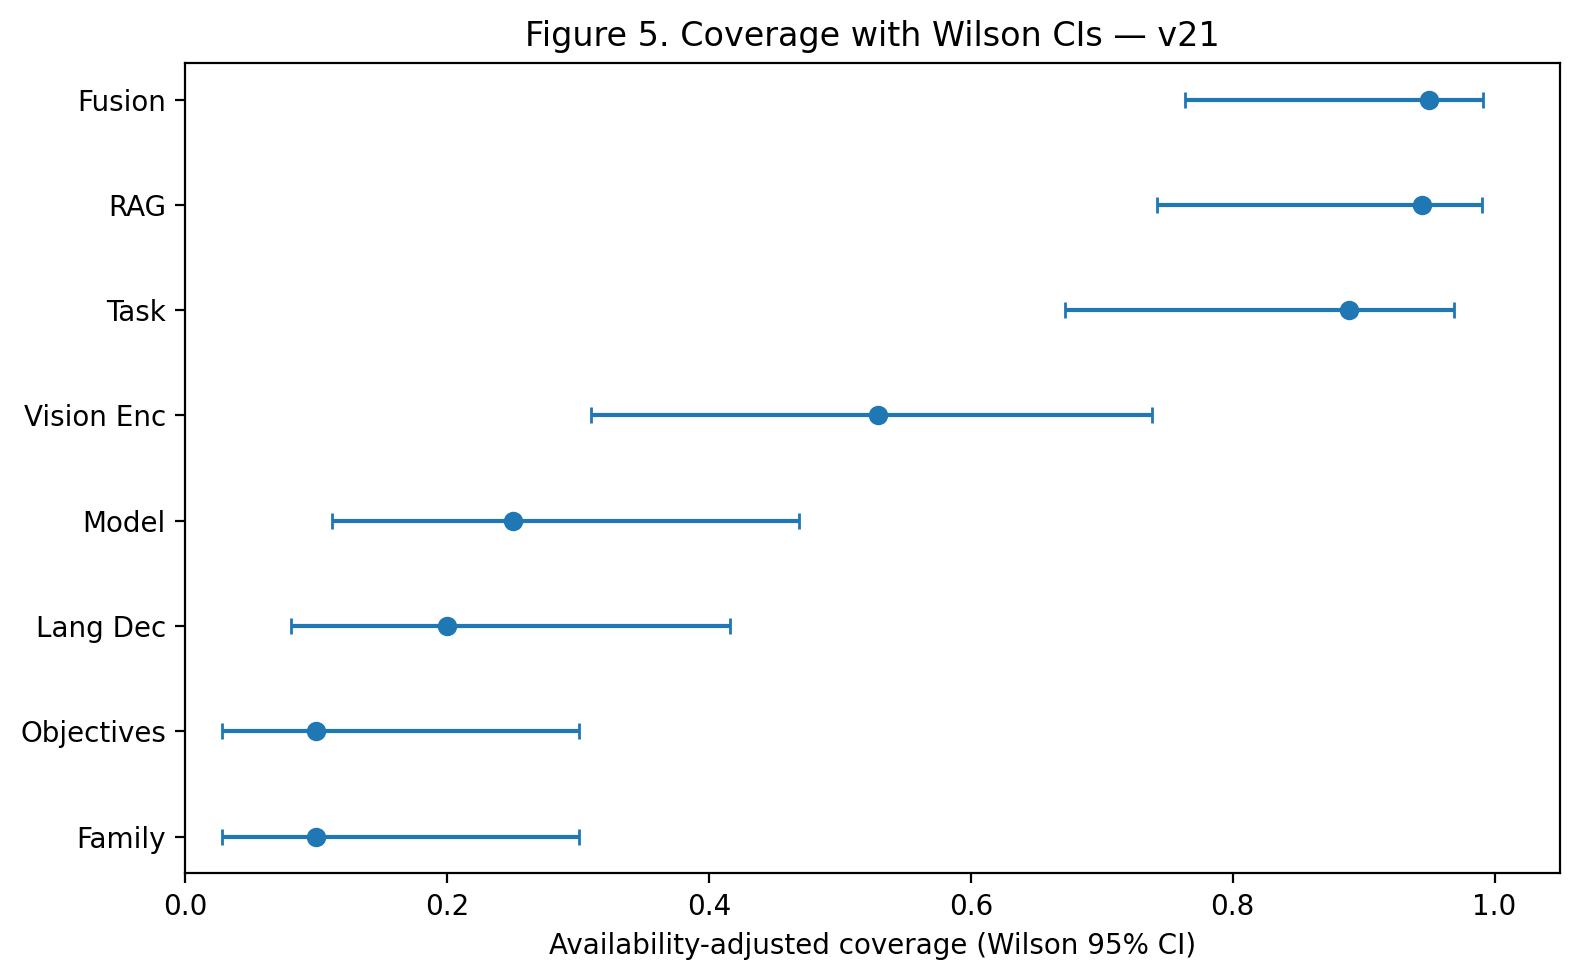 Figure 5. Coverage with Wilson CIs — v21
Fusion
RAG
Task
Vision Enc
Model
Lang Dec
Objectives
Family
0.0 0.2 0.4 0.6 0.8 1.0
Availability-adjusted coverage (Wilson 95% CI)